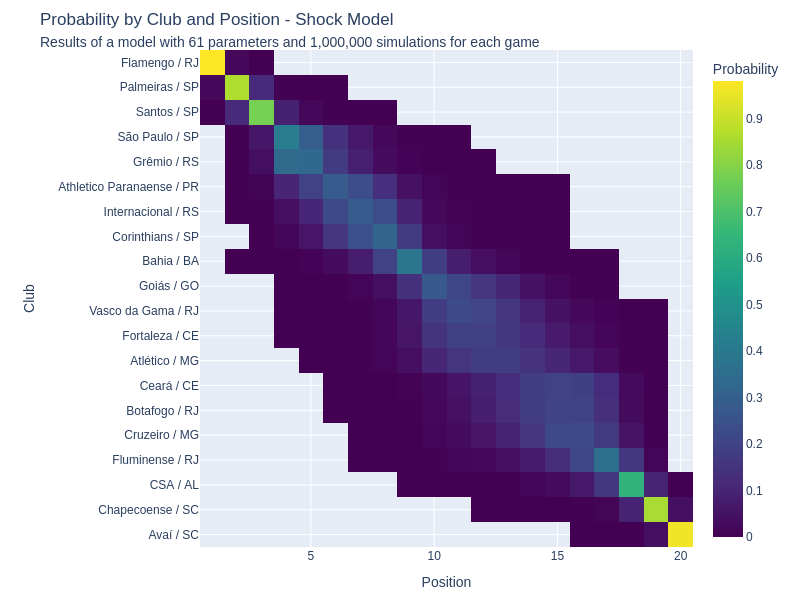 Probability by Club and Position - Shock Model
Results of a model with 61 parameters and 1,000,000 simulations for each game
Probability
Flamengo / RJ
Palmeiras / SP
Santos / SP
São Paulo / SP
Grêmio / RS
Athletico Paranaense / PR
Internacional / RS
Corinthians / SP
Bahia / BA
Goiás / GO
Vasco da Gama / RJ
Fortaleza / CE
Atlético / MG
Ceará / CE
Botafogo / RJ
Cruzeiro / MG
Fluminense / RJ
CSA / AL
Chapecoense / SC
Avaí / SC
Club
5
10
15
20
Position
0.9
0.8
0.7
0.6
0.5
0.4
0.3
0.2
0.1
0